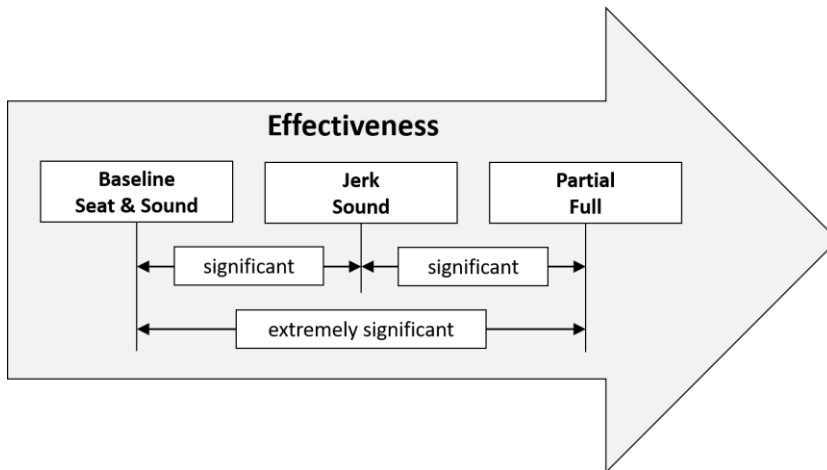 Effectiveness
Baseline
Seat & Sound
Jerk
Sound
Partial
Full
significant
significant
extremely significant